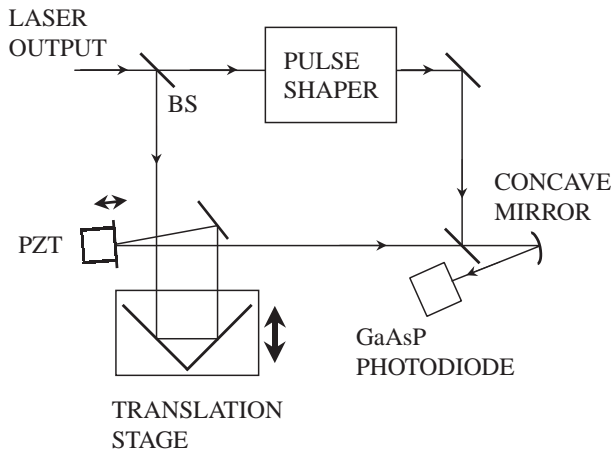 LASER
OUTPUT
BS
PULSE
SHAPER
CONCAVE
MIRROR
PZT
GaAsP
PHOTODIODE
TRANSLATION
STAGE